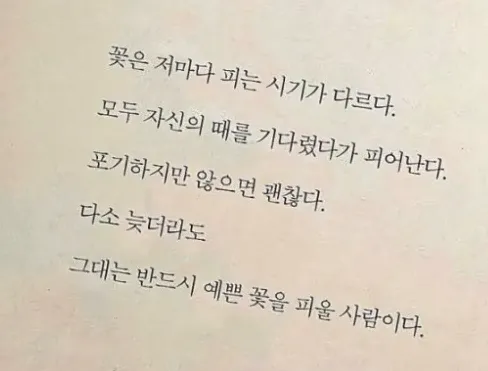 꽃은 저마다 피는 시기가 다르다.
모두 자신의 때를 기다렸다가 피어난다.
포기하지만 않으면 괜찮다.
다소 늦더라도
그대는 반드시 예쁜 꽃을 피울 사람이다.